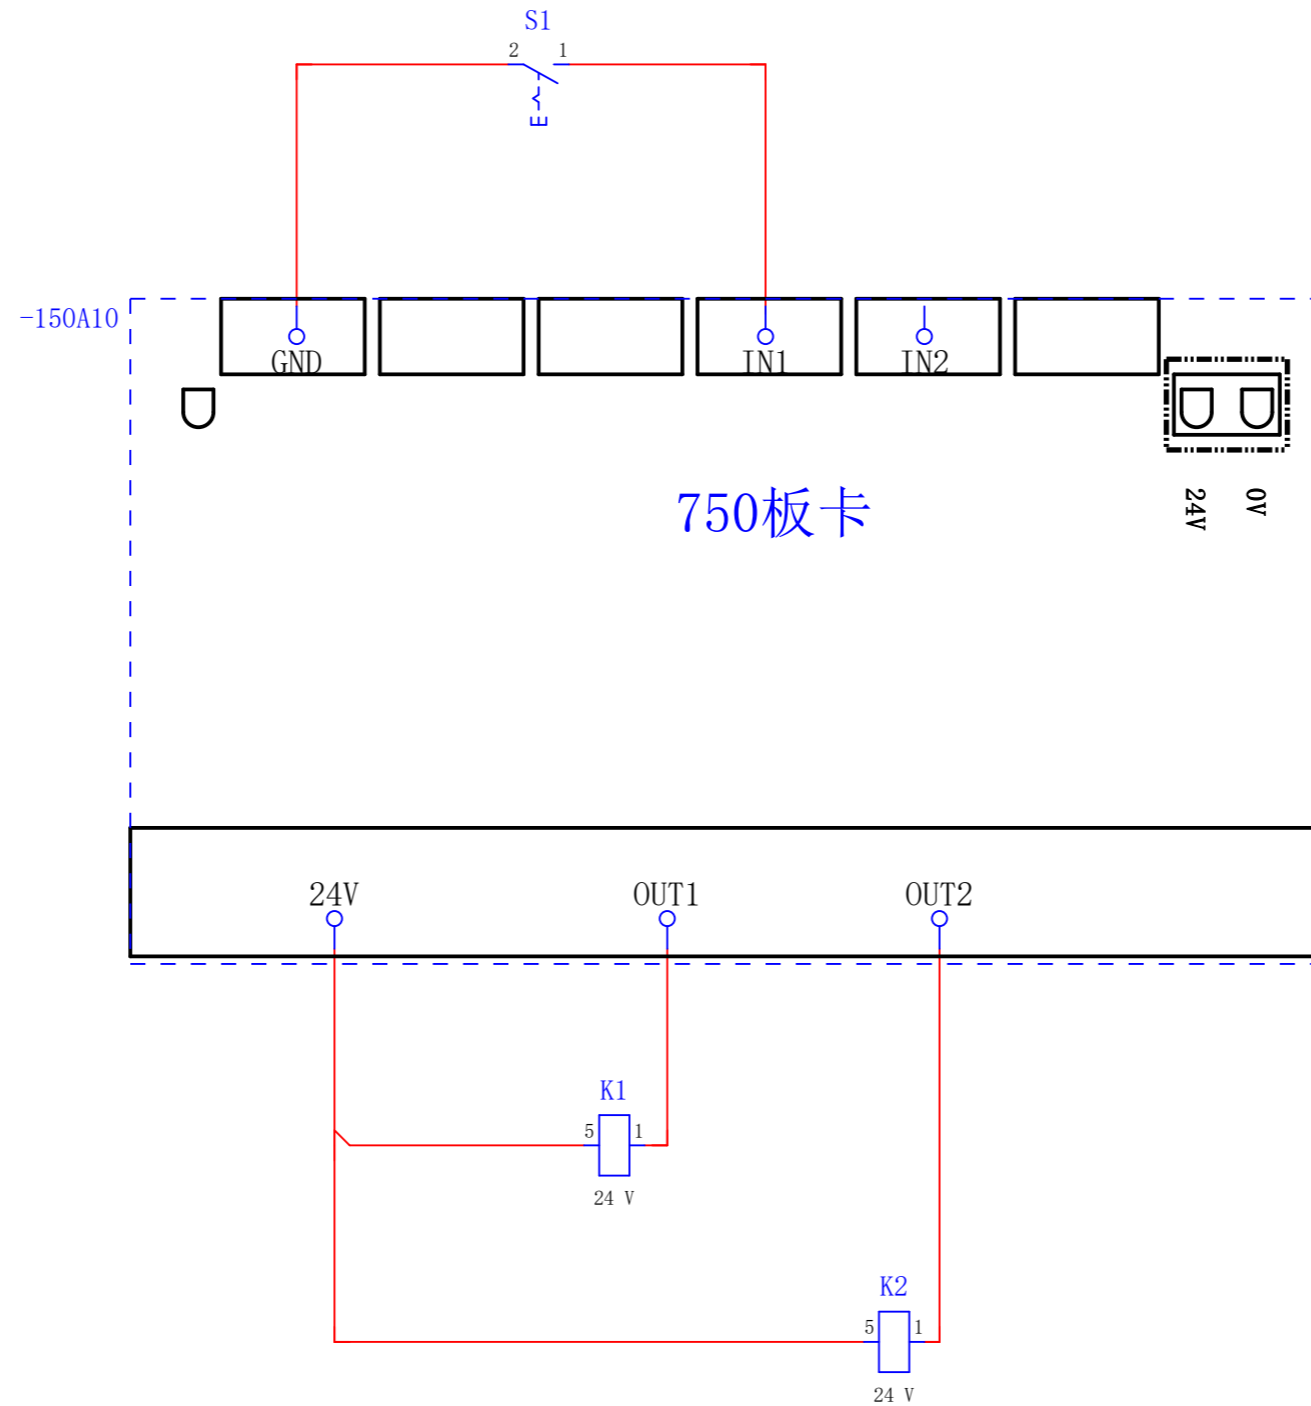 S1
2 1
-150A10
GND
IN1
IN2
750板卡
24V
0V
24V
OUT1
OUT2
K1
5 1
24 V
K2
5 1
24 V